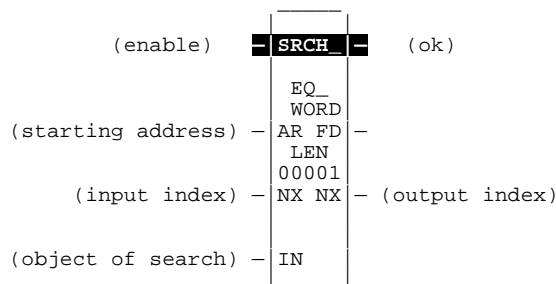 (enable) SRCH_ (ok)
EQ_
WORD
(starting address) AR FD
LEN
00001
(input index) NX NX (output index)
(object of search) IN